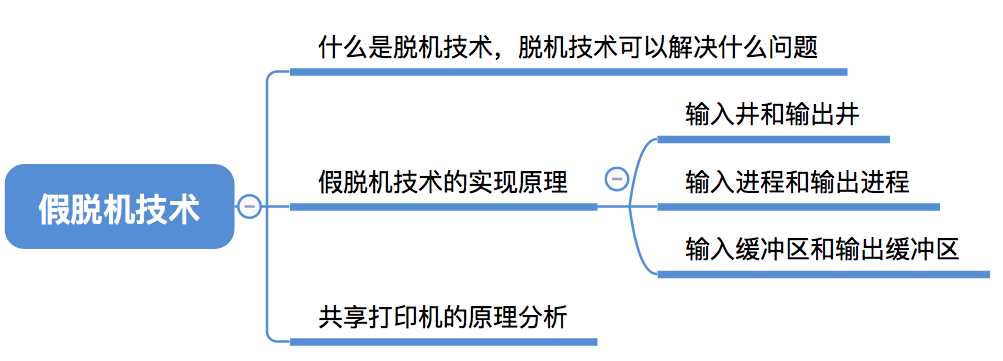 什么是脱机技术，脱机技术可以解决什么问题
输入井和输出井
假脱机技术的实现原理
输入进程和输出进程
假脱机技术
输入缓冲区和输出缓冲区
共享打印机的原理分析